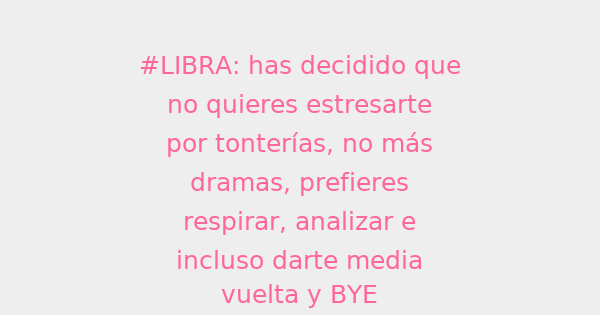 #LIBRA: has decidido que
no quieres estresarte
por tonterías, no más
dramas, prefieres
respirar, analizar e
incluso darte media
vuelta y BYE